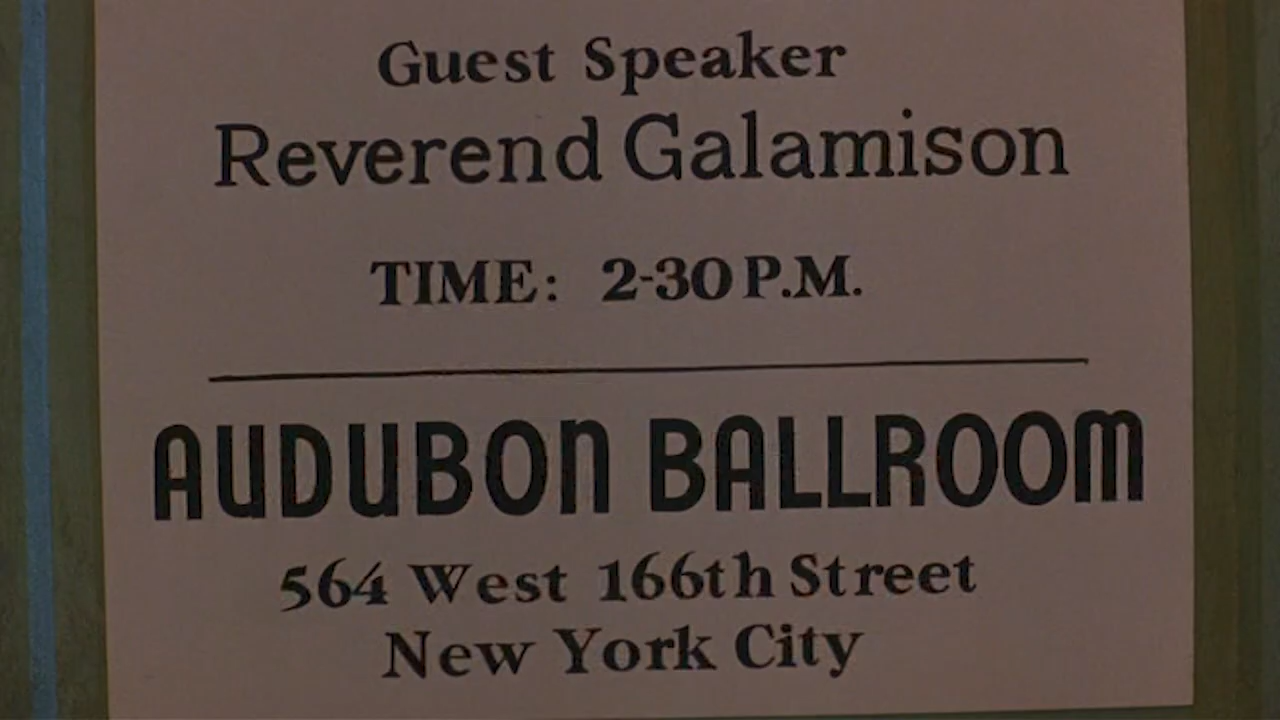 Guest Speaker
Reverend Galamison
TIME: 2-30 P.M.
AUDUBON BALLROOM
564 West 166th Street
New York City